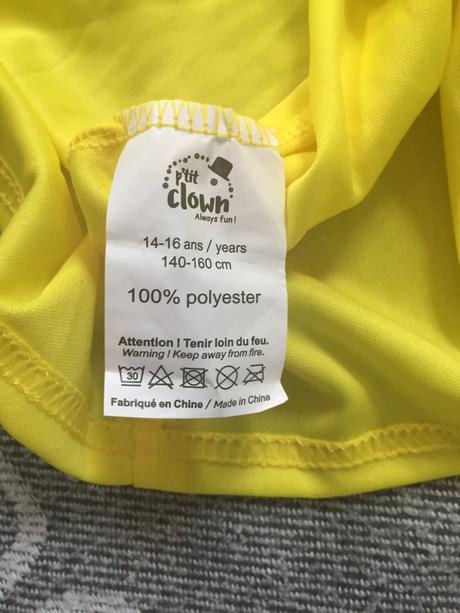 p'tit
clown
Always fun!
14-16 ans / years
140-160 cm
100% polyester
Attention ! Tenir loin du feu.
Warning ! Keep away from fire.
30
Fabriqué en Chine / Made in China